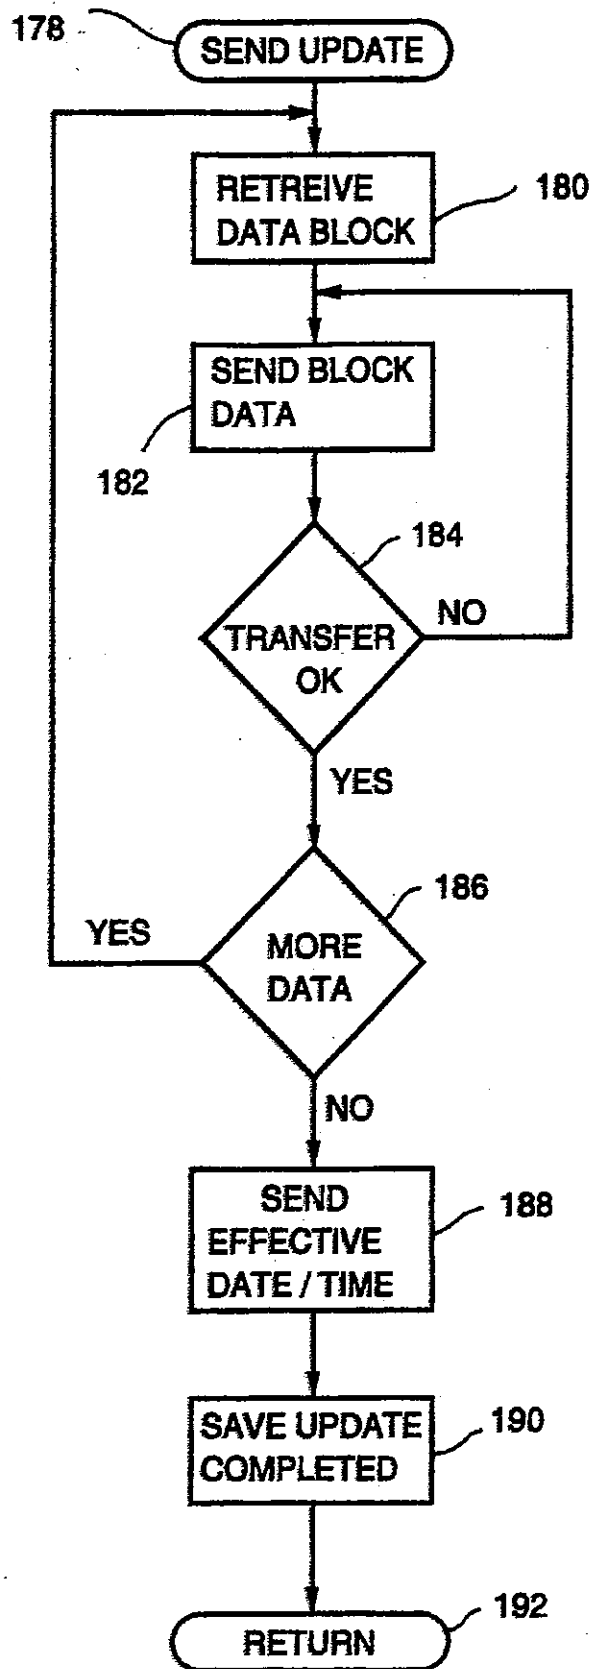 178
SEND UPDATE
RETREIVE
DATA BLOCK
180
SEND BLOCK
DATA
182
184
TRANSFER
OK
NO
YES
186
YES
MORE
DATA
NO
SEND
EFFECTIVE
DATE / TIME
188
SAVE UPDATE
COMPLETED
190
RETURN
192